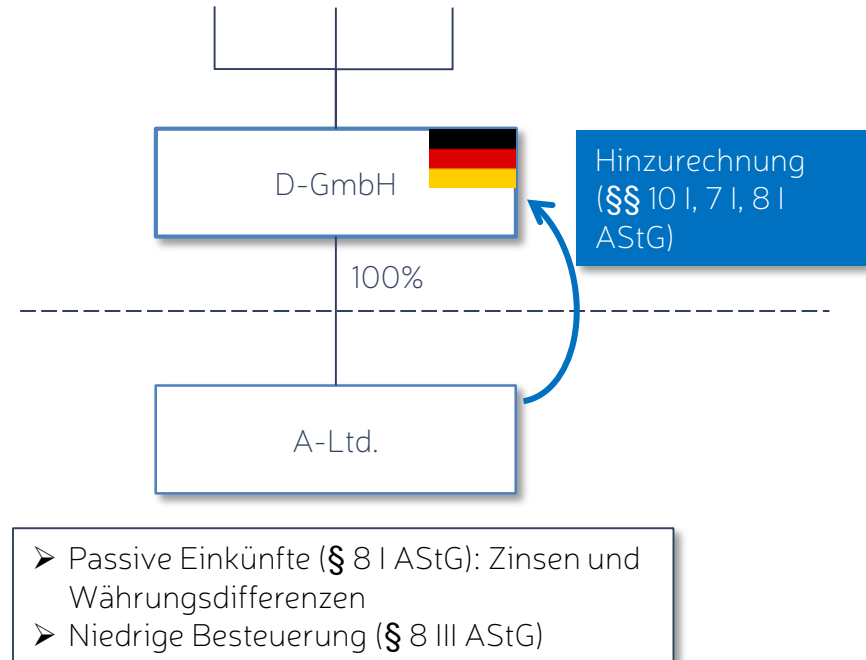 D-GmbH
Hinzurechnung
(§§ 10 I, 7 I, 8 I
AStG)
100%
A-Ltd.
➢ Passive Einkünfte (§ 8 I AStG): Zinsen und
Währungsdifferenzen
➢ Niedrige Besteuerung (§ 8 III AStG)